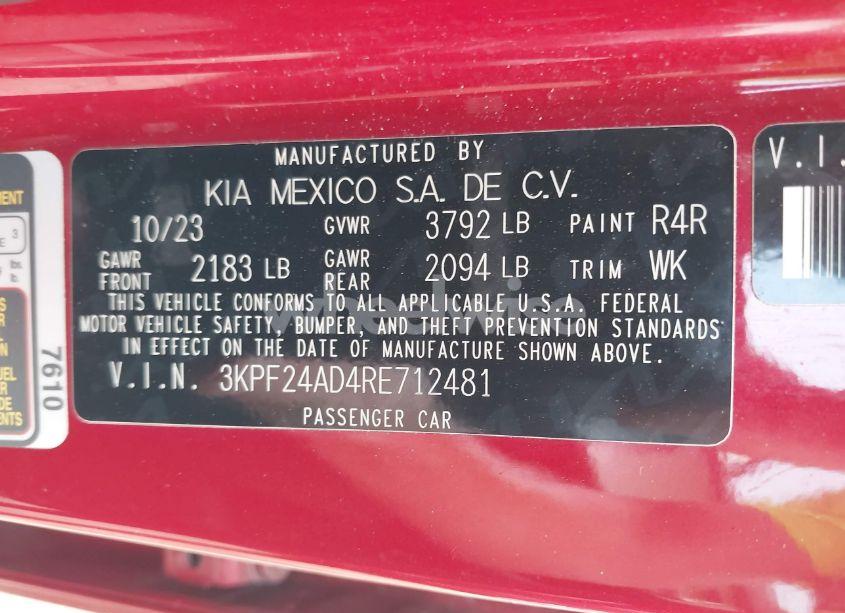 MANUFACTURED BY
KIA MEXICO S.A. DE C.V.
10/23 GVWR 3792 LB PAINT R4R
GAWR FRONT 2183 LB GAWR REAR 2094 LB TRIM WK
THIS VEHICLE CONFORMS TO ALL APPLICABLE U.S.A. FEDERAL
MOTOR VEHICLE SAFETY, BUMPER, AND THEFT PREVENTION STANDARDS
IN EFFECT ON THE DATE OF MANUFACTURE SHOWN ABOVE.
V.I.N. 3KPF24AD4RE712481
PASSENGER CAR
7610
V.I.